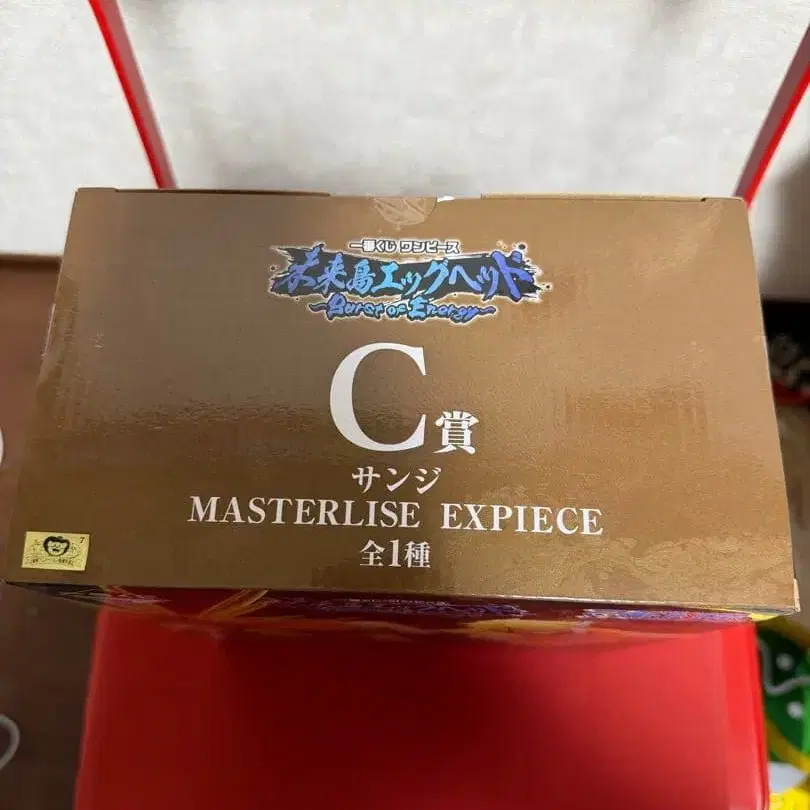 一番くじ ワンピース
未来島エッグヘッド
~Burst of Energy~
C賞
サンジ
MASTERLISE EXPIECE
全1種
7